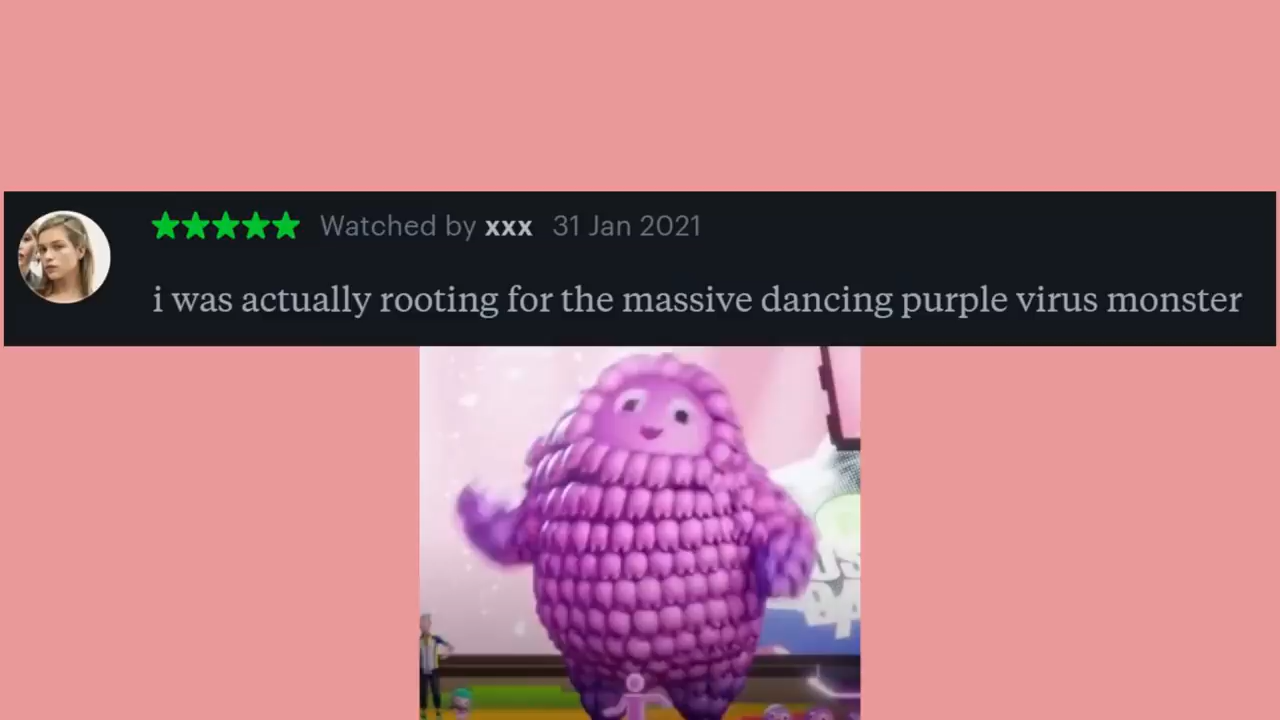 Watched by xxx 31 Jan 2021
i was actually rooting for the massive dancing purple virus monster